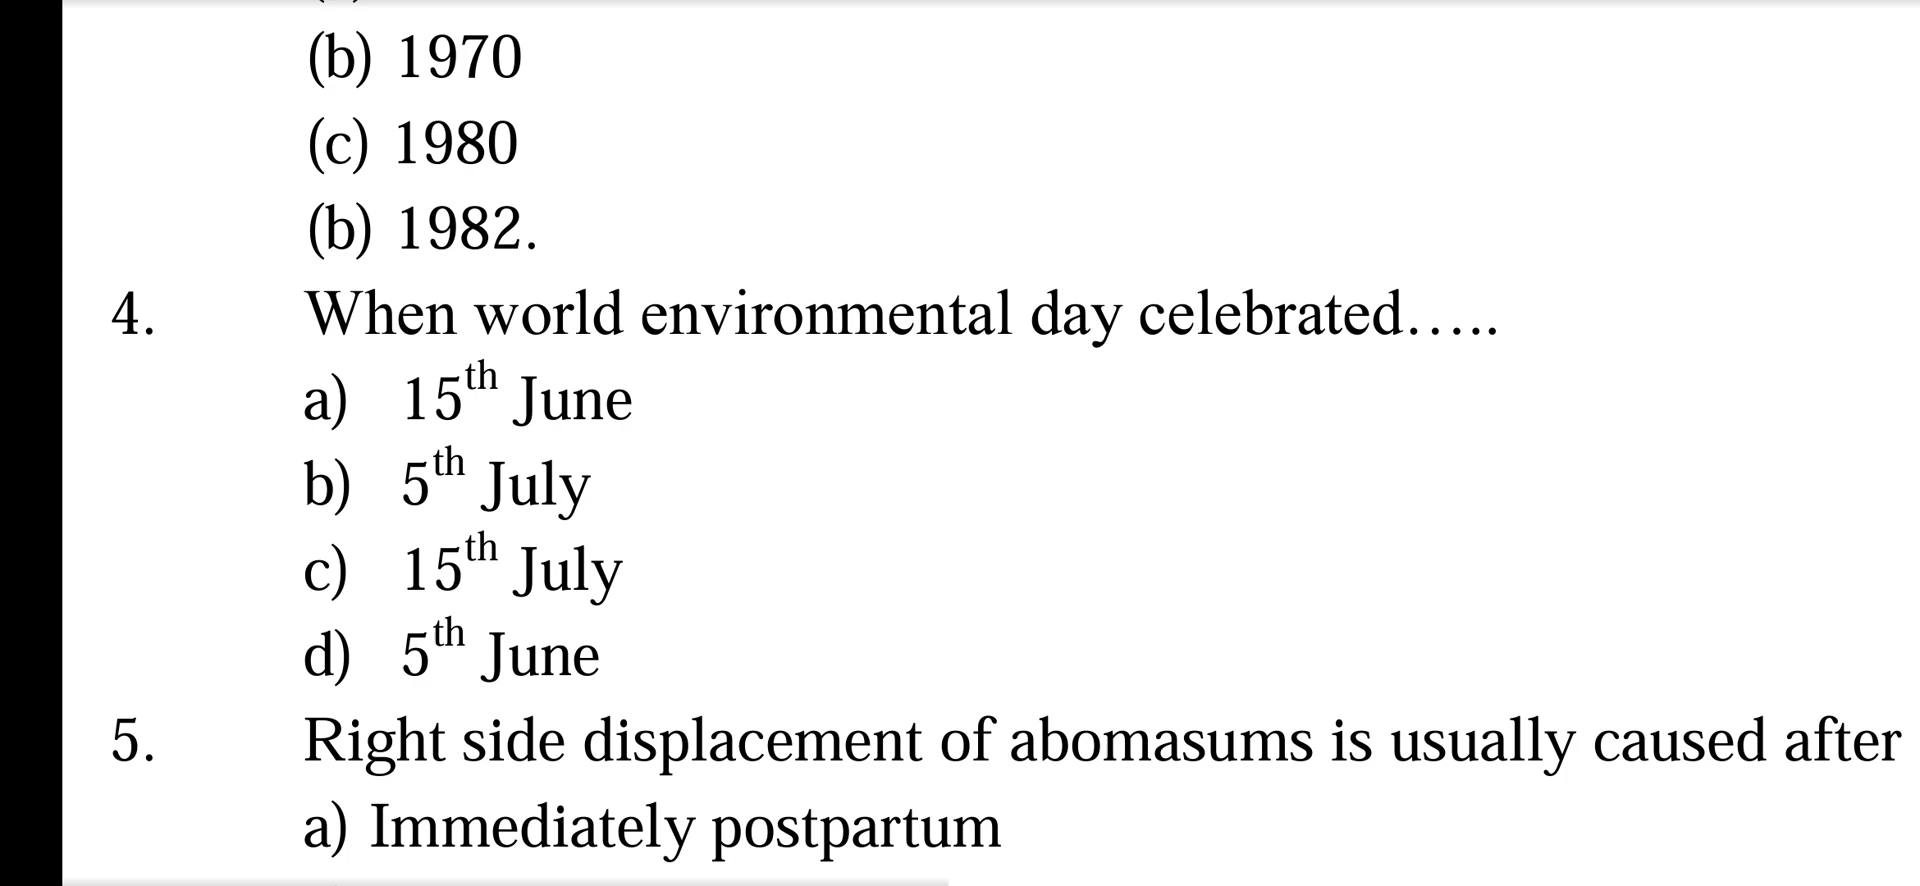 (b) 1970
(c) 1980
(b) 1982.
4. When world environmental day celebrated…..
a) 15th June
b) 5th July
c) 15th July
d) 5th June
5. Right side displacement of abomasums is usually caused after
a) Immediately postpartum